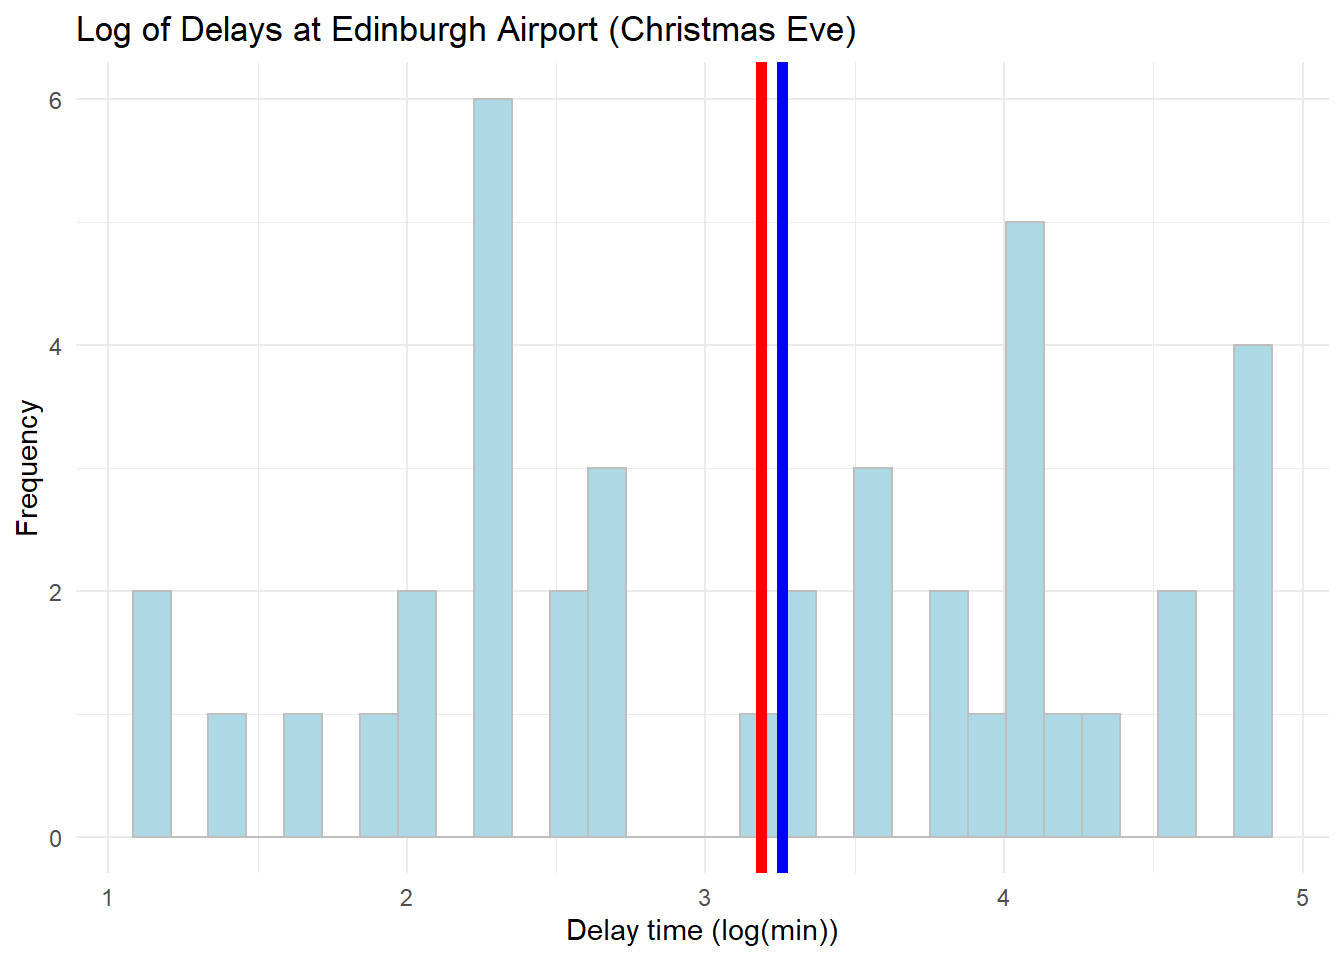 Log of Delays at Edinburgh Airport (Christmas Eve)
Frequency
6
4
2
0
1 2 3 4 5
Delay time (log(min))